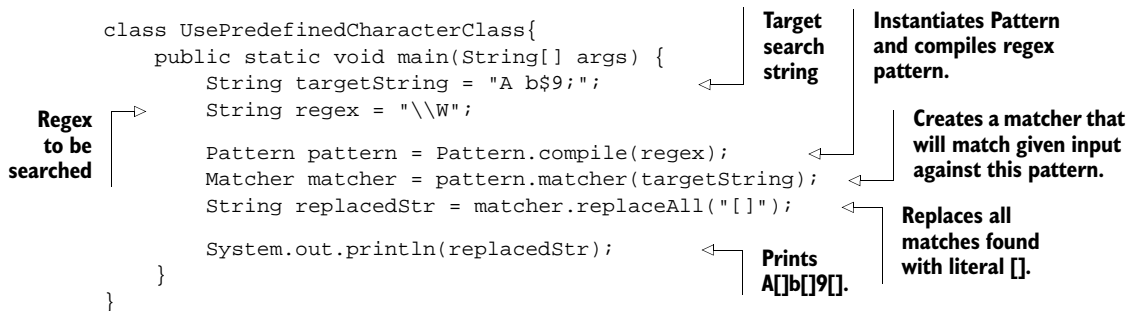 class UsePredefinedCharacterClass{
public static void main(String[] args) {
String targetString = "A b$9;";
String regex = "\\W";
Pattern pattern = Pattern.compile(regex);
Matcher matcher = pattern.matcher(targetString);
String replacedStr = matcher.replaceAll("[]");
System.out.println(replacedStr);
}
}
Regex
to be
searched
Target
search
string
Instantiates Pattern
and compiles regex
pattern.
Creates a matcher that
will match given input
against this pattern.
Replaces all
matches found
with literal [].
Prints
A[]b[]9[].